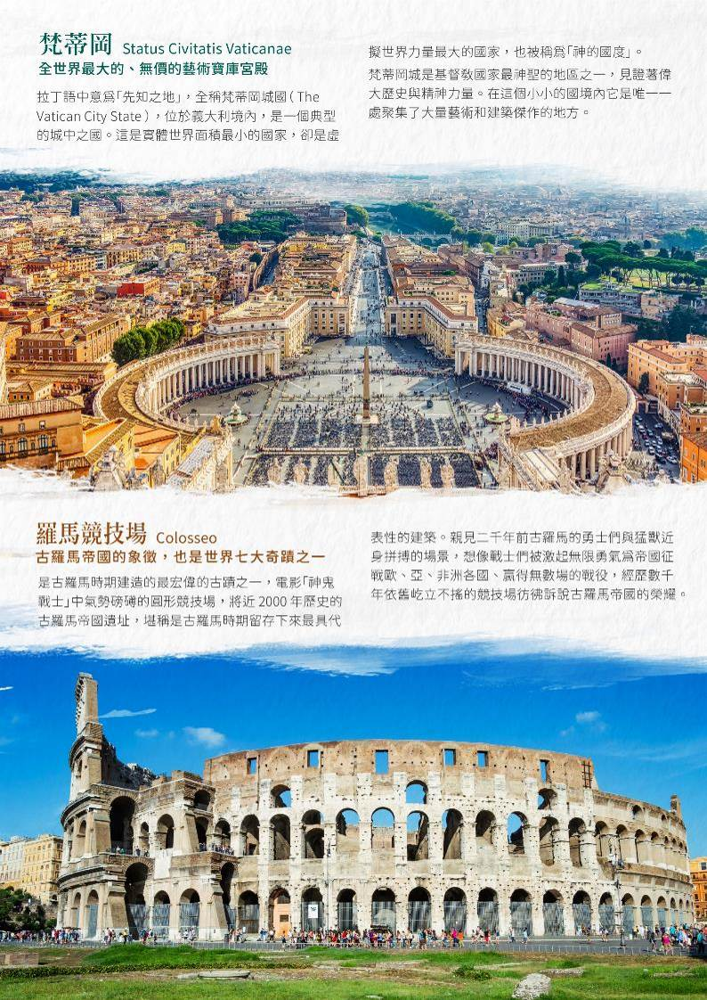 梵蒂岡 Status Civitatis Vaticanae
全世界最大的、無價的藝術寶庫宮殿
拉丁語中意爲「先知之地」，全稱梵蒂岡城國（The
Vatican City State），位於義大利境內，是一個典型
的城中之國。這是實體世界面積最小的國家，卻是虛
擬世界力量最大的國家，也被稱爲「神的國度」。
梵蒂岡城是基督敎國家最神聖的地區之一，見證著偉
大歷史與精神力量。在這個小小的國境內它是唯一一
處聚集了大量藝術和建築傑作的地方。
羅馬競技場 Colosseo
古羅馬帝國的象徵，也是世界七大奇蹟之一
是古羅馬時期建造的最宏偉的古蹟之一，電影「神鬼
戰士」中氣勢磅礡的圓形競技場，將近 2000 年歷史的
古羅馬帝國遺址，堪稱是古羅馬時期留存下來最具代
表性的建築。親見二千年前古羅馬的勇士們與猛獸近
身拼搏的場景，想像戰士們被激起無限勇氣爲帝國征
戰歐、亞、非洲各國、贏得無數場的戰役，經歷數千
年依舊屹立不搖的競技場彷彿訴說古羅馬帝國的榮耀。